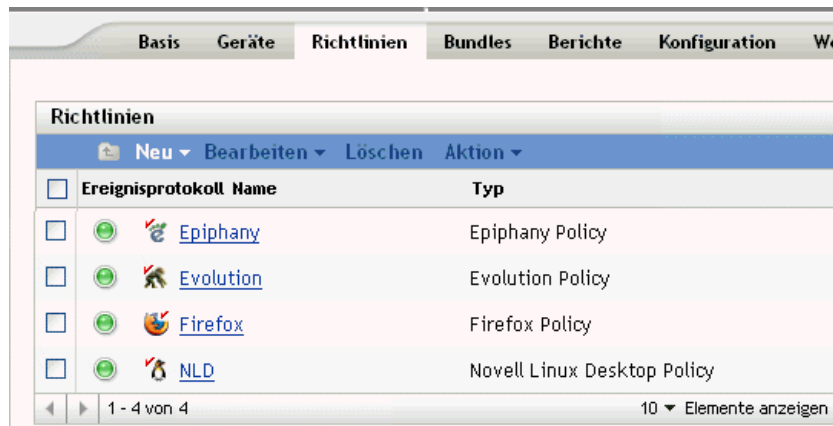 Basis Geräte Richtlinien Bundles Berichte Konfiguration
Richtlinien
Neu Bearbeiten Löschen Aktion
Ereignisprotokoll Name Typ
Epiphany Epiphany Policy
Evolution Evolution Policy
Firefox Firefox Policy
NLD Novell Linux Desktop Policy
1 - 4 von 4 10 Elemente anzeigen